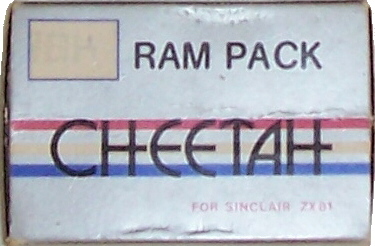 RAM PACK
CHEETAH
FOR SINCLAIR ZX81